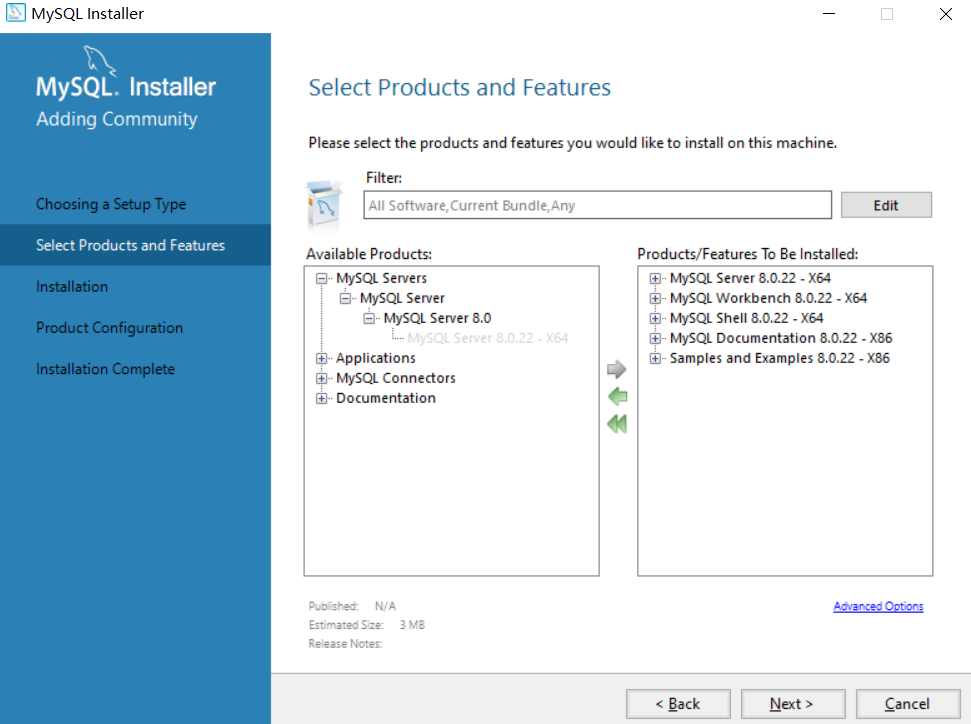 MySQL Installer
MySQL. Installer
Adding Community
Choosing a Setup Type
Select Products and Features
Installation
Product Configuration
Installation Complete
Select Products and Features
Please select the products and features you would like to install on this machine.
Filter:
All Software,Current Bundle,Any
Edit
Available Products:
MySQL Servers
MySQL Server
MySQL Server 8.0
MySQL Server 8.0.22 - X64
Applications
MySQL Connectors
Documentation
Products/Features To Be Installed:
MySQL Server 8.0.22 - X64
MySQL Workbench 8.0.22 - X64
MySQL Shell 8.0.22 - X64
MySQL Documentation 8.0.22 - X86
Samples and Examples 8.0.22 - X86
Published: N/A
Estimated Size: 3 MB
Release Notes:
Advanced Options
< Back
Next >
Cancel